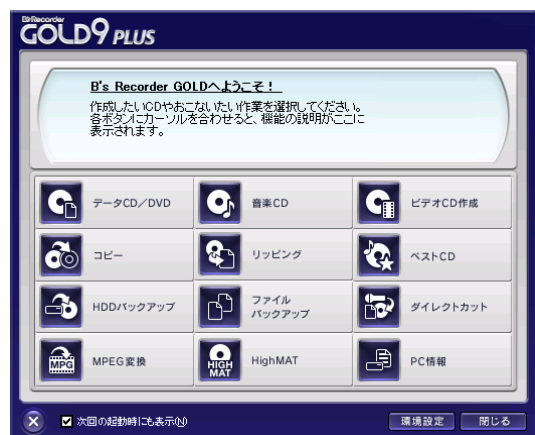 B's Recorder
GOLD9 PLUS
B's Recorder GOLDへようこそ！
作成したいCDやおこないたい作業を選択してください。
各ボタンにカーソルを合わせると、機能の説明がここに
表示されます。
データCD／DVD
音楽CD
ビデオCD作成
コピー
リッピング
ベストCD
HDDバックアップ
ファイル
バックアップ
ダイレクトカット
MPG
MPEG変換
HIGH
MAT
HighMAT
PC情報
次回の起動時にも表示(N)
環境設定
閉じる